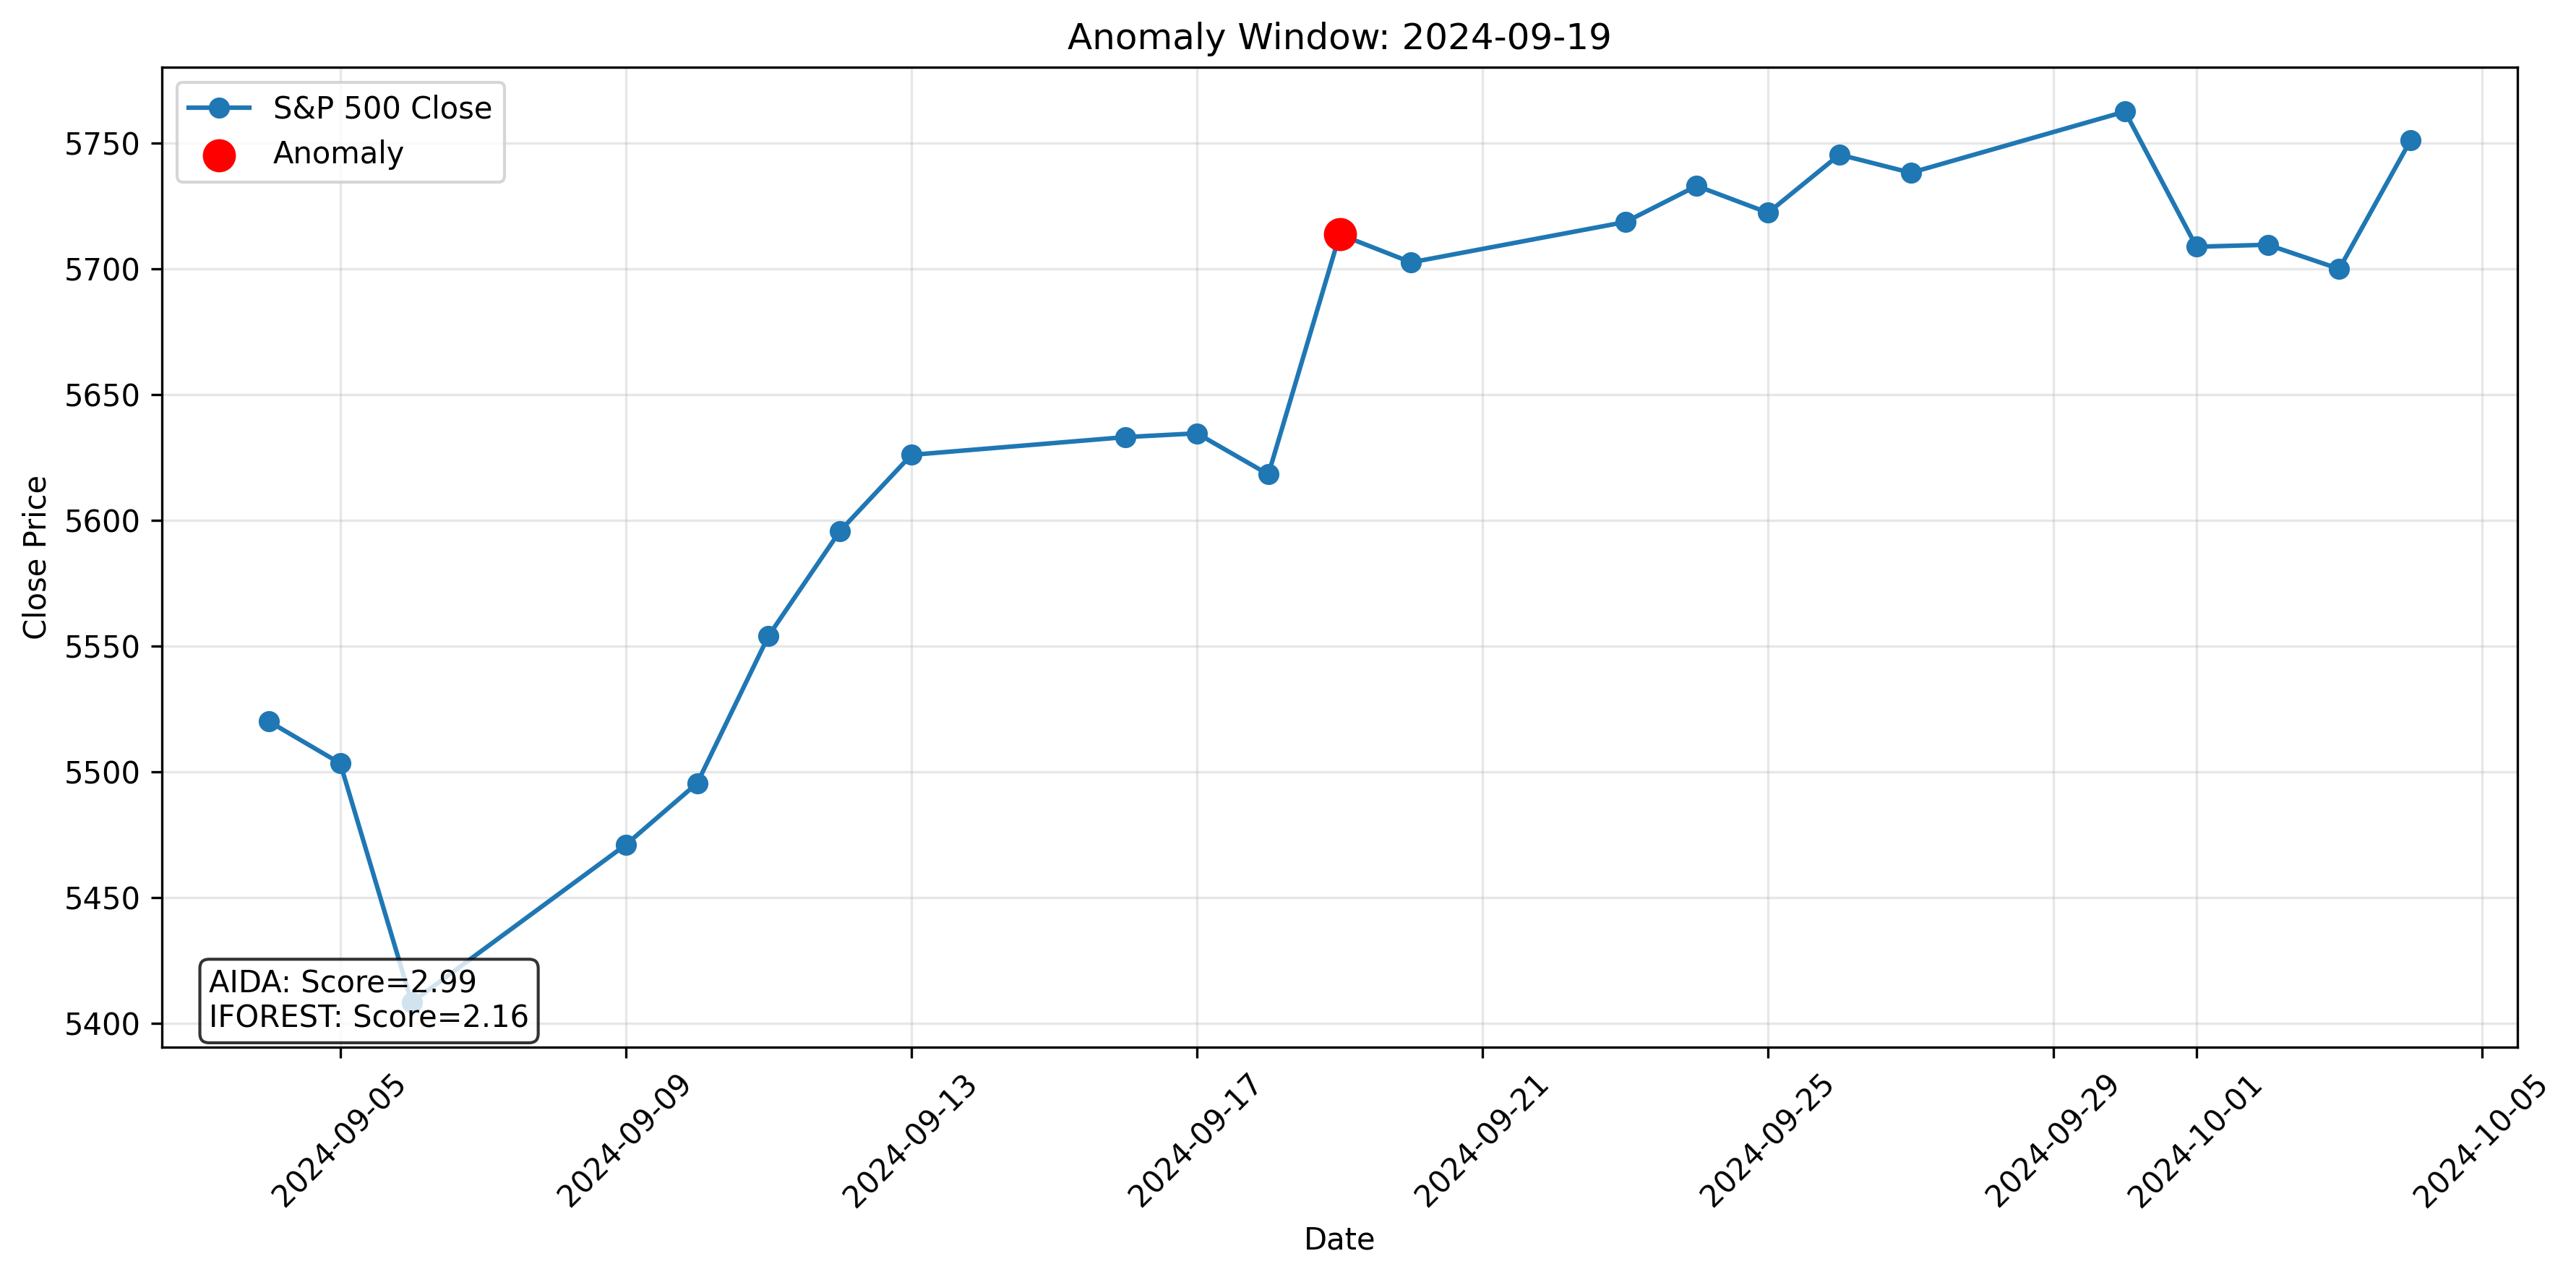 Anomaly Window: 2024-09-19
S&P 500 Close
Anomaly
5750
5700
5650
5600
5550
5500
5450
5400
Close Price
AIDA: Score=2.99
IFOREST: Score=2.16
2024-09-05
2024-09-09
2024-09-13
2024-09-17
2024-09-21
2024-09-25
2024-09-29
2024-10-01
2024-10-05
Date